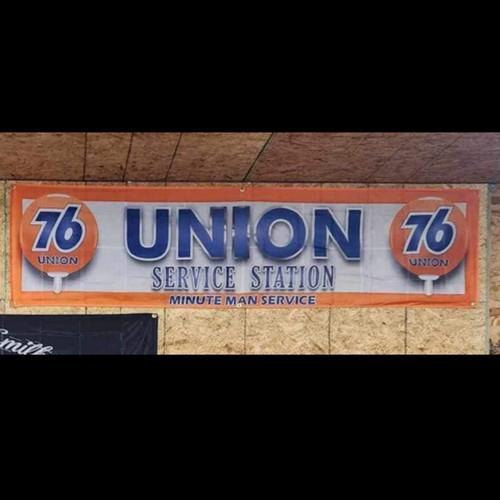 76
UNION
UNION
SERVICE STATION
MINUTE MAN SERVICE
76
UNION